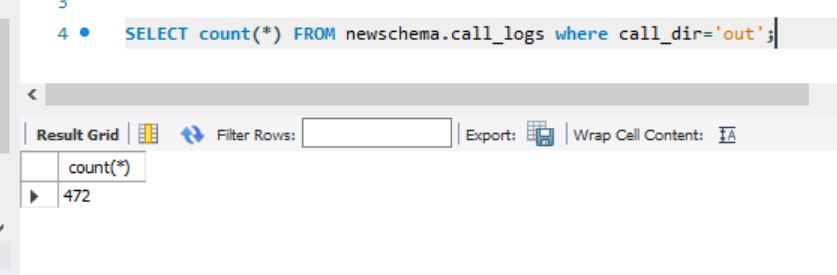 3
4 SELECT count(*) FROM newschema.call_logs where call_dir='out';
Result Grid Filter Rows: Export: Wrap Cell Content: IA
count(*)
472